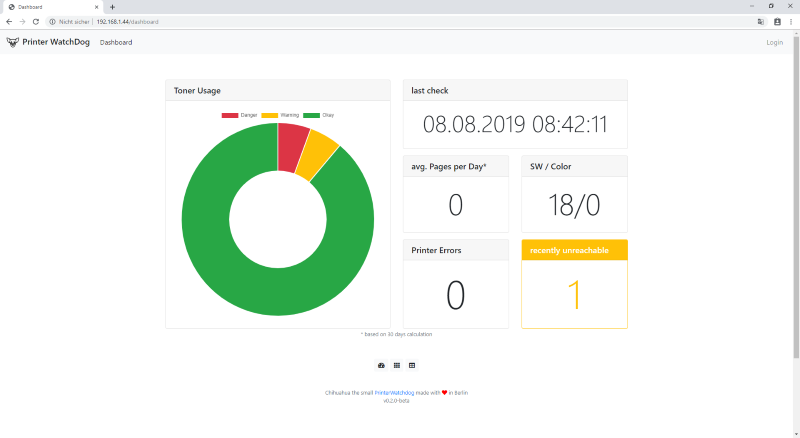 Dashboard
Nicht sicher | 192.168.1.44/dashboard
Printer WatchDog Dashboard Login
Toner Usage
Danger Warning Okay
last check
08.08.2019 08:42:11
avg. Pages per Day*
0
SW / Color
18/0
Printer Errors
0
recently unreachable
1
* based on 30 days calculation
Chihuahua the small PrinterWatchdog made with ❤ in Berlin
v0.2.0-beta